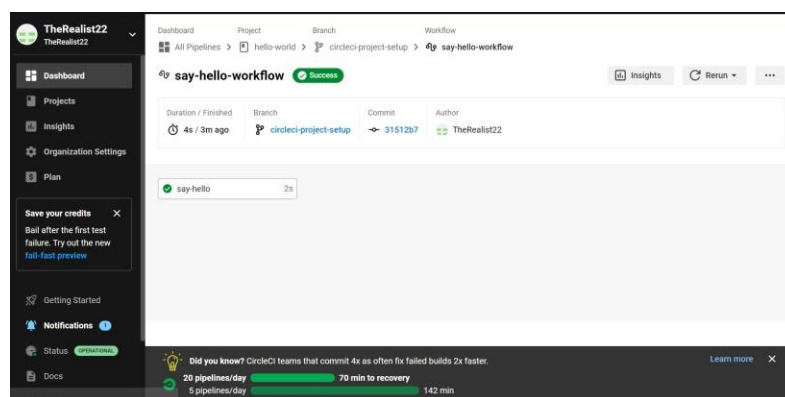 TheRealist22
TheRealist22
Dashboard
Projects
Insights
Organization Settings
Plan
Save your credits
Bail after the first test
failure. Try out the new
fail-fast preview
Getting Started
Notifications 1
Status OPERATIONAL
Docs
Dashboard Project Branch Workflow
All Pipelines > hello-world > circleci-project-setup > say-hello-workflow
say-hello-workflow Success
Insights Rerun ...
Duration / Finished Branch Commit Author
4s / 3m ago circleci-project-setup 31512b7 TheRealist22
say-hello 2s
Did you know? CircleCI teams that commit 4x as often fix failed builds 2x faster.
Learn more
20 pipelines/day 70 min to recovery
5 pipelines/day 142 min